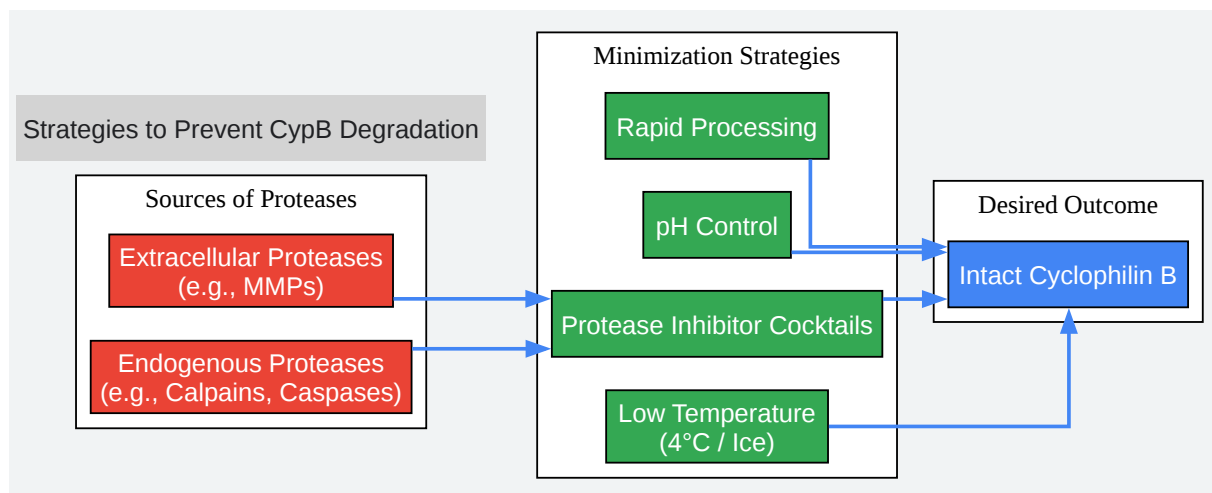 Strategies to Prevent CypB Degradation
Sources of Proteases
Extracellular Proteases
(e.g., MMPs)
Endogenous Proteases
(e.g., Calpains, Caspases)
Minimization Strategies
Rapid Processing
pH Control
Protease Inhibitor Cocktails
Low Temperature
(4°C / Ice)
Desired Outcome
Intact Cyclophilin B